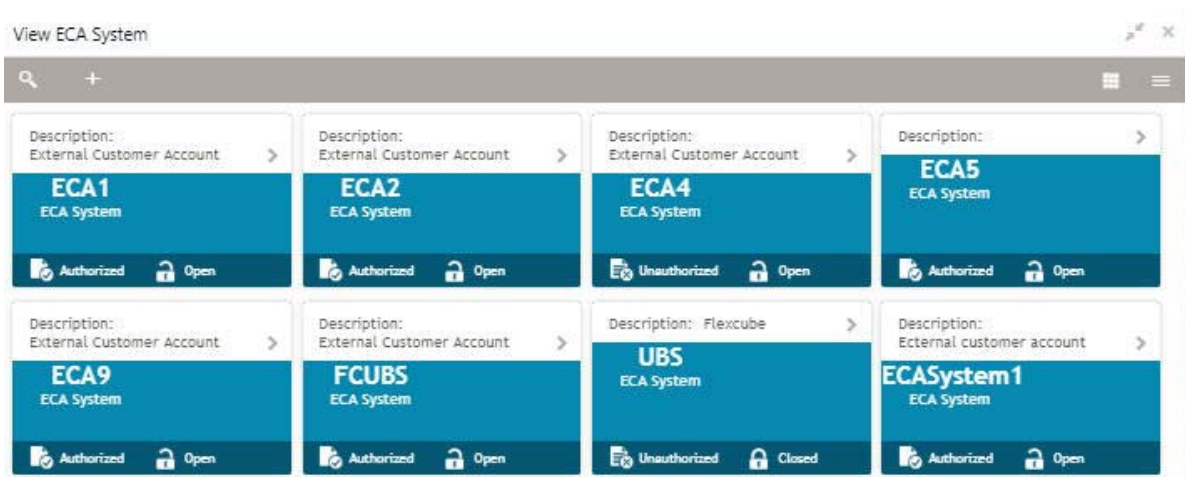 View ECA System
Description:
External Customer Account
ECA1
ECA System
Authorized Open
Description:
External Customer Account
ECA2
ECA System
Authorized Open
Description:
External Customer Account
ECA4
ECA System
Unauthorized Open
Description:
ECA5
ECA System
Authorized Open
Description:
External Customer Account
ECA9
ECA System
Authorized Open
Description:
External Customer Account
FCUBS
ECA System
Authorized Open
Description: Flexcube
UBS
ECA System
Unauthorized Closed
Description:
Ecternal customer account
ECASystem1
ECA System
Authorized Open